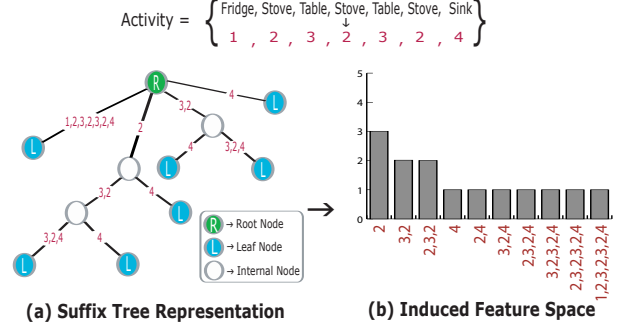 Activity = { Fridge, Stove, Table, Stove, Table, Stove, Sink }
↓
1 , 2 , 3 , 2 , 3 , 2 , 4
R
4
3,2
1,2,3,2,3,2,4
2
L
L
4
3,2,4
L
L
3,2
4
L
3,2,4
4
L
L
R → Root Node
L → Leaf Node
→ Internal Node
→
5
4
3
2
1
0
2
3,2
2,3,2
4
2,4
3,2,4
2,3,2,4
3,2,3,2,4
2,3,2,3,2,4
1,2,3,2,3,2,4
(a) Suffix Tree Representation
(b) Induced Feature Space